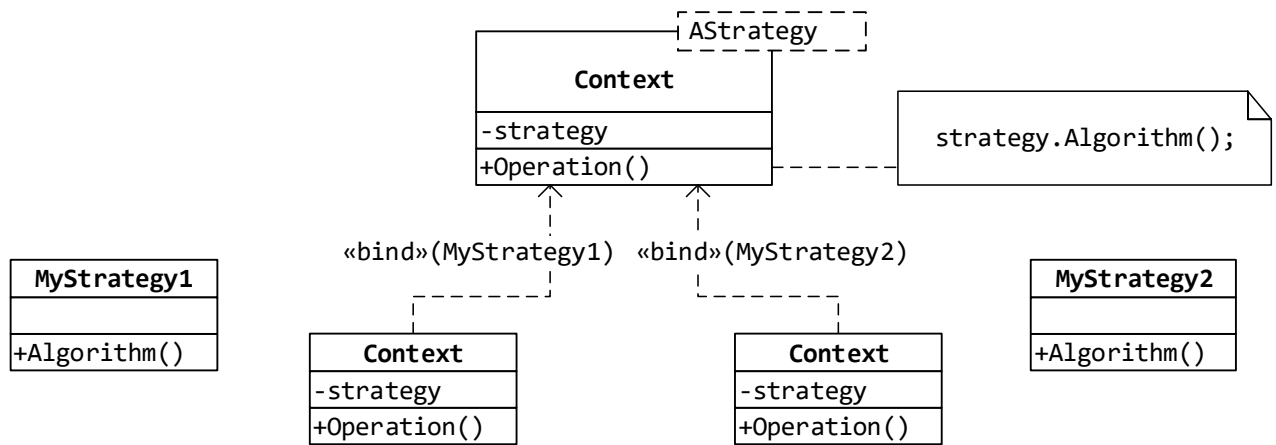 AStrategy
Context
-strategy
+Operation()
strategy.Algorithm();
«bind»(MyStrategy1)
«bind»(MyStrategy2)
MyStrategy1
+Algorithm()
MyStrategy2
+Algorithm()
Context
-strategy
+Operation()
Context
-strategy
+Operation()